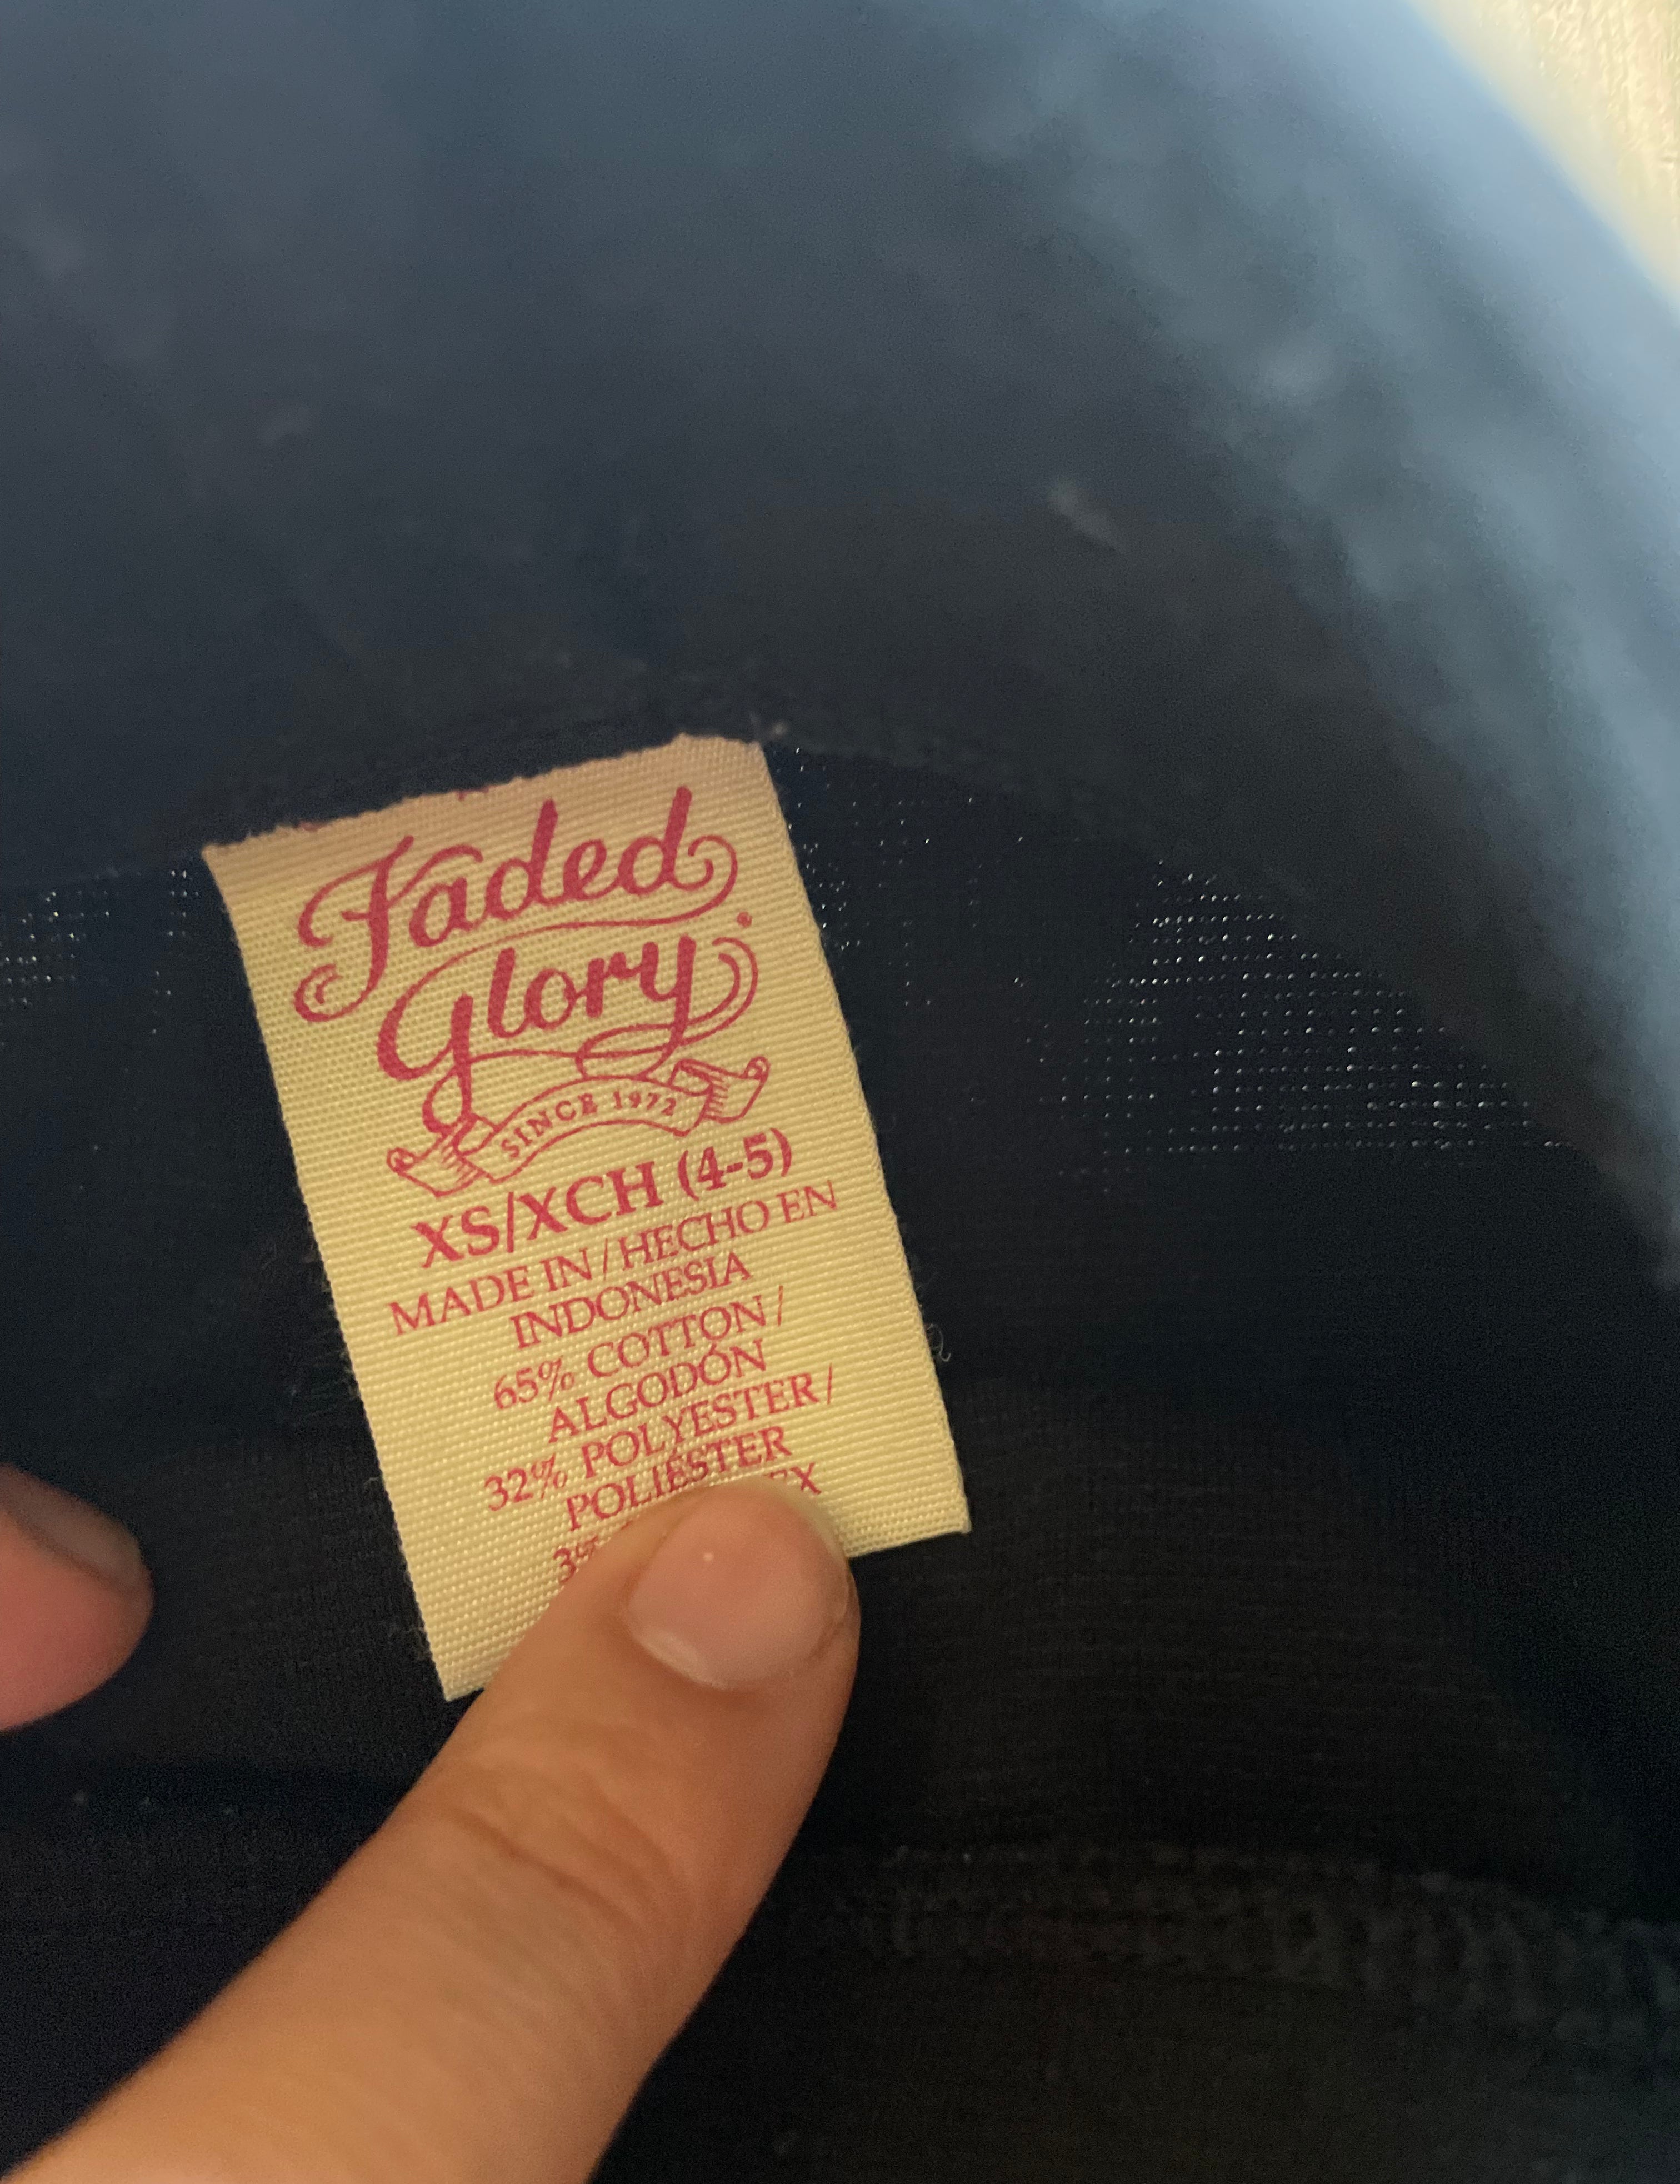 Faded
Glory
SINCE 1972
XS/XCH (4-5)
MADE IN / HECHO EN
INDONESIA
65% COTTON /
ALGODÓN
32% POLYESTER /
POLIÉSTER
3%